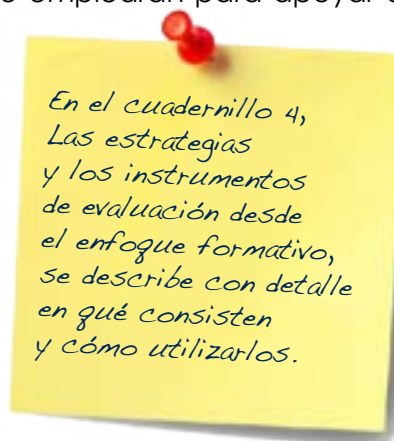 En el cuadernillo 4,
Las estrategias
y los instrumentos
de evaluación desde
el enfoque formativo,
se describe con detalle
en qué consisten
y cómo utilizarlos.